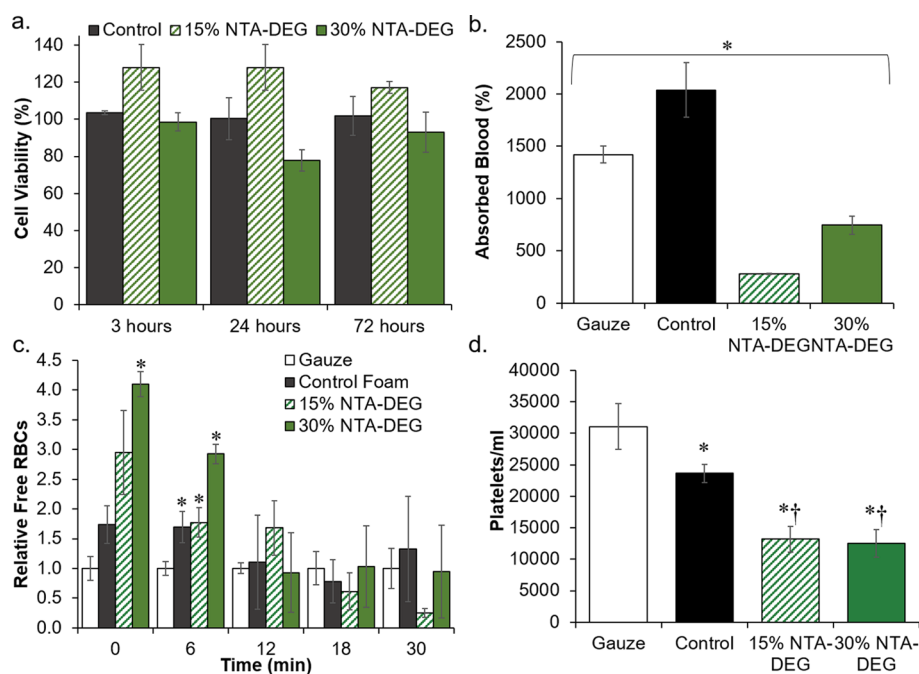 a.
Control 15% NTA-DEG 30% NTA-DEG
140
120
100
80
60
40
20
0
Cell Viability (%)
3 hours 24 hours 72 hours
b.
*
2500
2000
1500
1000
500
0
Absorbed Blood (%)
Gauze Control 15% NTA-DEG 30% NTA-DEG
c.
Gauze
Control Foam
15% NTA-DEG
30% NTA-DEG
4.5
4.0
3.5
3.0
2.5
2.0
1.5
1.0
0.5
0.0
Relative Free RBCs
*
* * *
0 6 12 18 30
Time (min)
d.
40000
35000
30000
25000
20000
15000
10000
5000
0
Platelets/ml
*
*† *†
Gauze Control 15% NTA-DEG 30% NTA-DEG